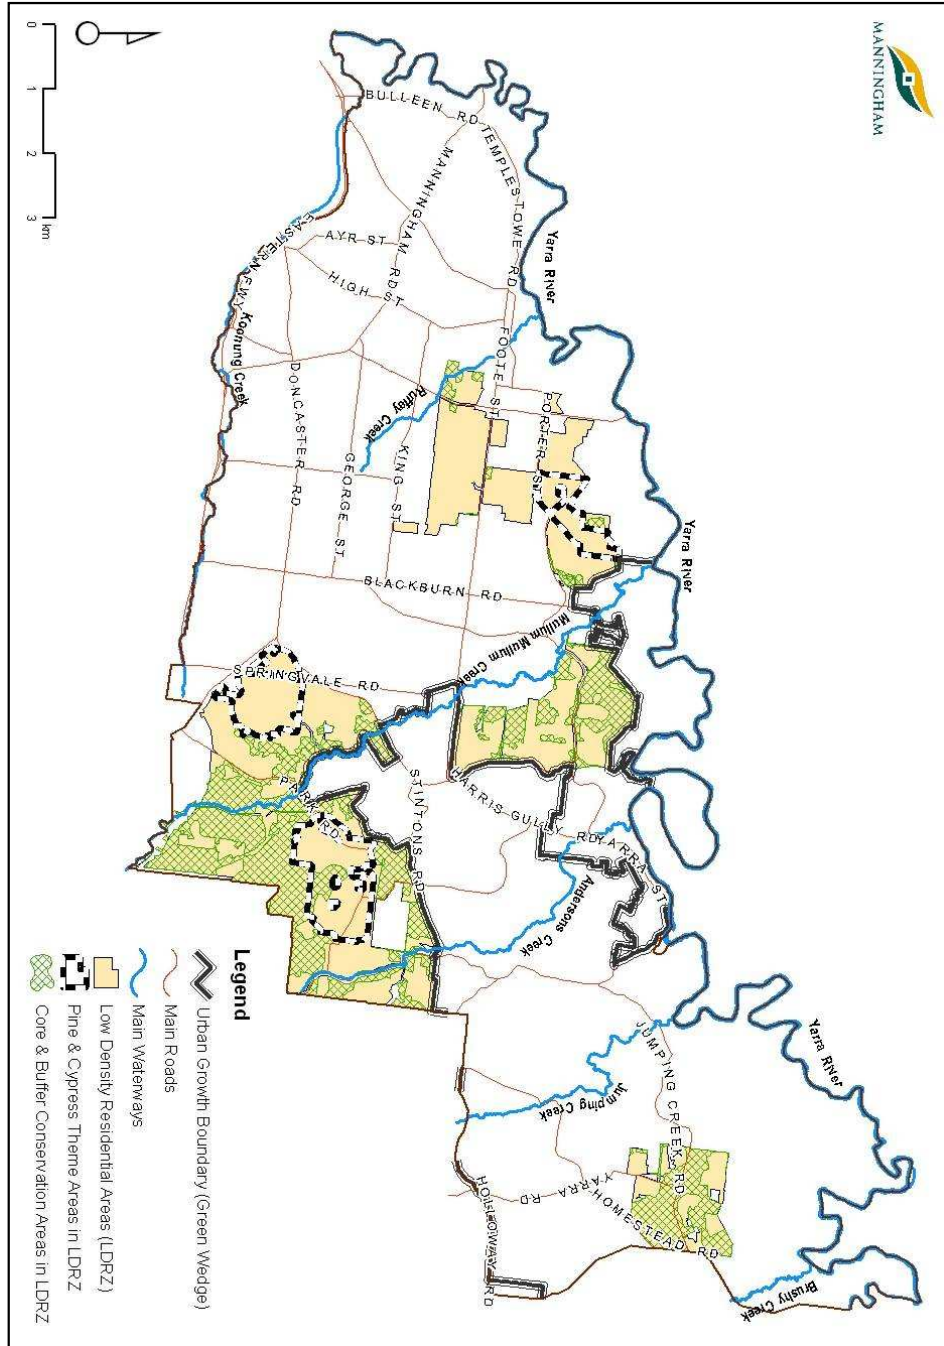 MANNINGHAM
0 1 2 3 km
BULLEEN RD
TEMPLESTOWE RD
MANNINGHAM RD
AYR ST
HIGH ST
EASTERN FWY
Koonung Creek
Yarra River
FOOTE ST
Ruffey Creek
PORTER ST
KING ST
GEORGE ST
DONCASTER RD
Yarra River
BLACKBURN RD
Mullum Mullum Creek
SPRINGVALE RD
STINTONS RD
PARK RD
HARRIS GULLY RD
YARRA ST
Andersons Creek
Yarra River
JUMPING CREEK RD
Jumping Creek
YARRA RD
HOMESTEAD RD
HOLLOWAY RD
Brushy Creek
Legend
Urban Growth Boundary (Green Wedge)
Main Roads
Main Waterways
Low Density Residential Areas (LDRZ)
Pine & Cypress Theme Areas in LDRZ
Core & Buffer Conservation Areas in LDRZ